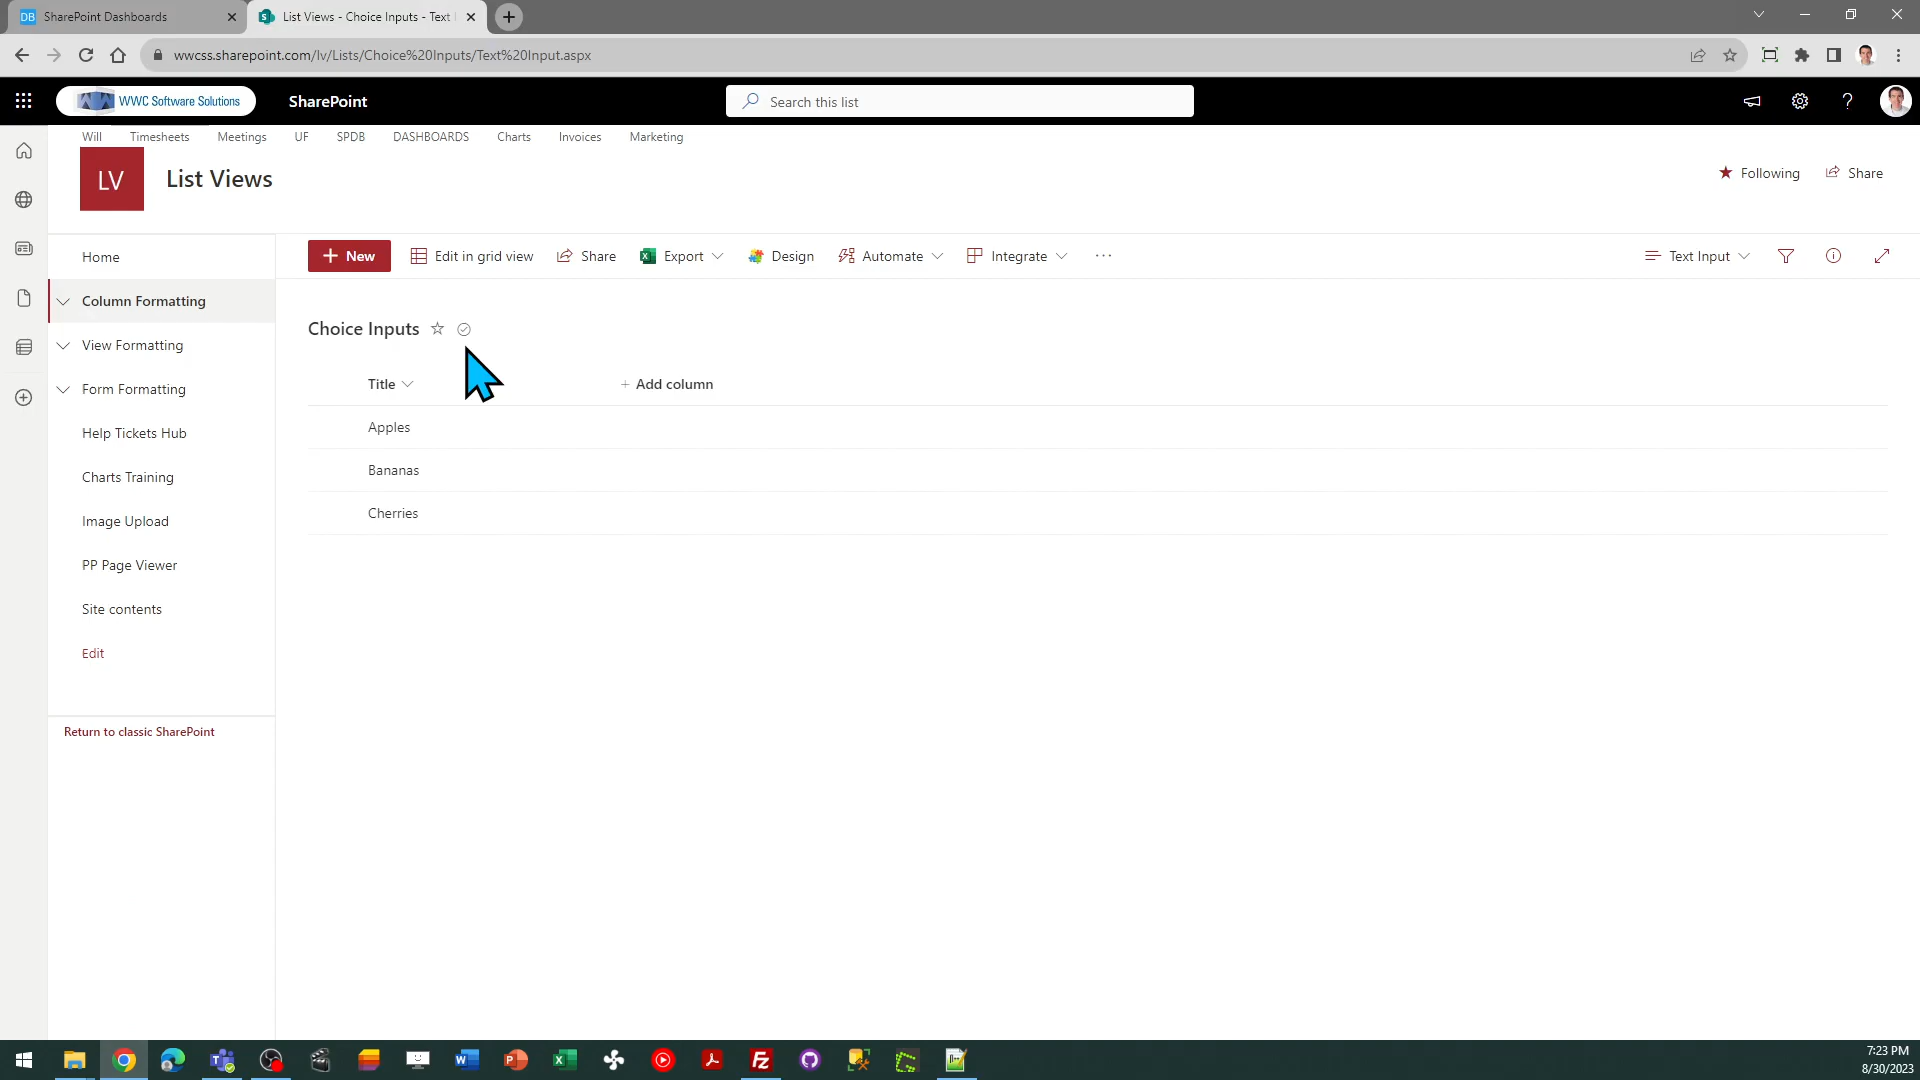 DB SharePoint Dashboards
S List Views - Choice Inputs - Text
wwcss.sharepoint.com/lv/Lists/Choice%20Inputs/Text%20Input.aspx
WWC Software Solutions
SharePoint
Search this list
?
Will Timesheets Meetings UF SPDB DASHBOARDS Charts Invoices Marketing
LV
List Views
Following
Share
Home
Column Formatting
View Formatting
Form Formatting
Help Tickets Hub
Charts Training
Image Upload
PP Page Viewer
Site contents
Edit
Return to classic SharePoint
+ New
Edit in grid view
Share
Export
Design
Automate
Integrate
...
Text Input
Choice Inputs
Title
+ Add column
Apples
Bananas
Cherries
7:23 PM
8/30/2023